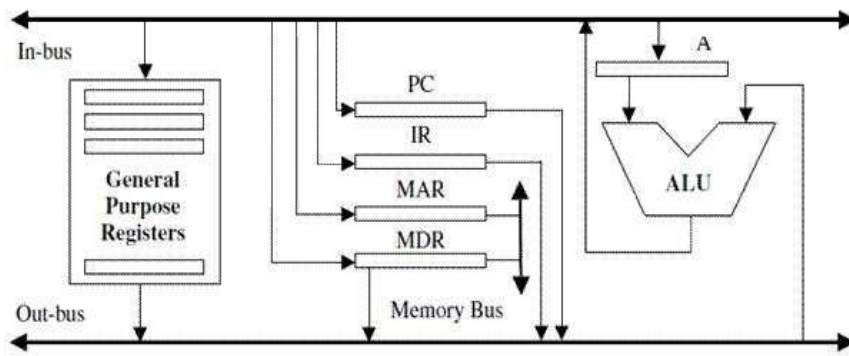 In-bus
A
PC
IR
MAR
MDR
General
Purpose
Registers
ALU
Out-bus
Memory Bus